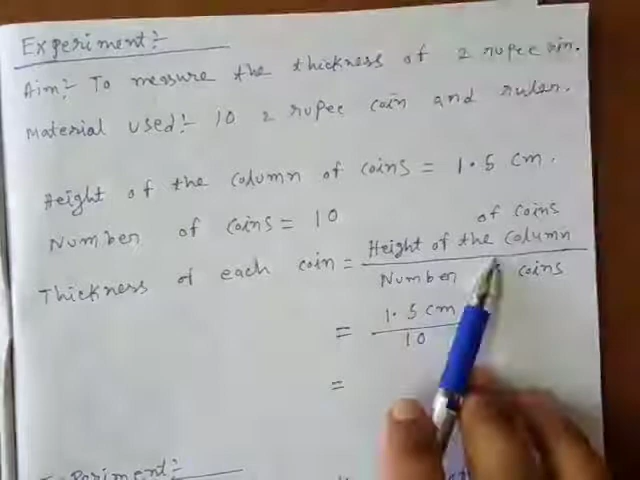 Experiment:-
Aim:- To measure the thickness of 2 rupee coin.
Material used:- 10 2 rupee coin and ruler.
Height of the column of coins = 1.5 cm.
Number of coins = 10
of coins
Thickness of each coin = Height of the column
Number coins
= 1.5 cm
10
=
Experiment:-